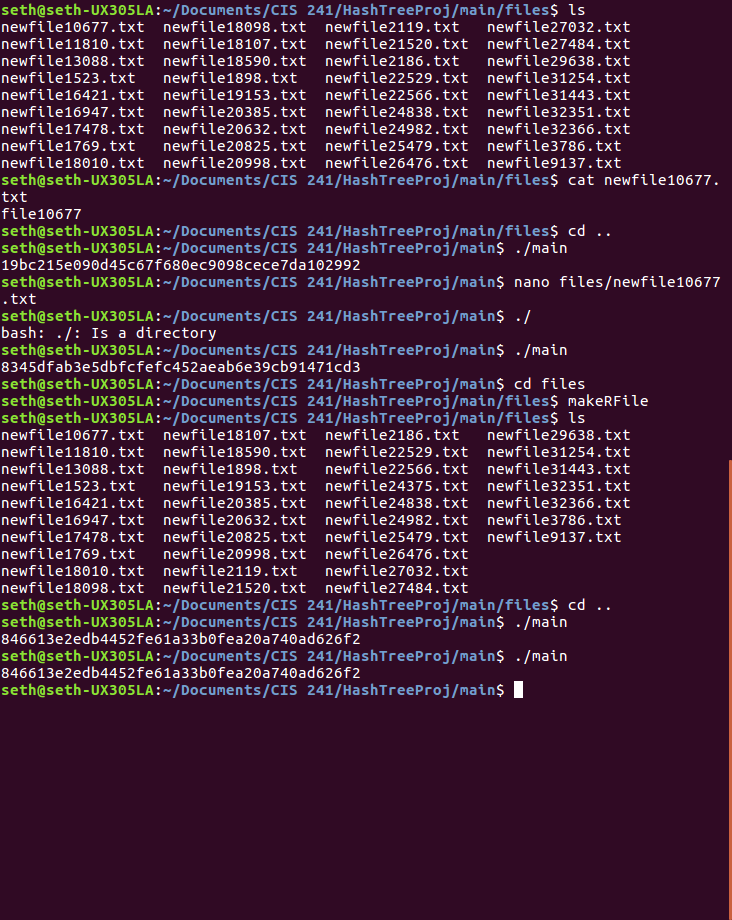 seth@seth-UX305LA:~/Documents/CIS 241/HashTreeProj/main/files$ ls
newfile10677.txt  newfile18098.txt  newfile2119.txt   newfile27032.txt
newfile11810.txt  newfile18107.txt  newfile21520.txt  newfile27484.txt
newfile13088.txt  newfile18590.txt  newfile2186.txt   newfile29638.txt
newfile1523.txt   newfile1898.txt   newfile22529.txt  newfile31254.txt
newfile16421.txt  newfile19153.txt  newfile22566.txt  newfile31443.txt
newfile16947.txt  newfile20385.txt  newfile24838.txt  newfile32351.txt
newfile17478.txt  newfile20632.txt  newfile24982.txt  newfile32366.txt
newfile1769.txt   newfile20825.txt  newfile25479.txt  newfile3786.txt
newfile18010.txt  newfile20998.txt  newfile26476.txt  newfile9137.txt
seth@seth-UX305LA:~/Documents/CIS 241/HashTreeProj/main/files$ cat newfile10677.
txt
file10677
seth@seth-UX305LA:~/Documents/CIS 241/HashTreeProj/main/files$ cd ..
seth@seth-UX305LA:~/Documents/CIS 241/HashTreeProj/main$ ./main
19bc215e090d45c67f680ec9098cece7da102992
seth@seth-UX305LA:~/Documents/CIS 241/HashTreeProj/main$ nano files/newfile10677
.txt
seth@seth-UX305LA:~/Documents/CIS 241/HashTreeProj/main$ ./
bash: ./: Is a directory
seth@seth-UX305LA:~/Documents/CIS 241/HashTreeProj/main$ ./main
8345dfab3e5dbfcfefc452aeab6e39cb91471cd3
seth@seth-UX305LA:~/Documents/CIS 241/HashTreeProj/main$ cd files
seth@seth-UX305LA:~/Documents/CIS 241/HashTreeProj/main/files$ makeRFile
seth@seth-UX305LA:~/Documents/CIS 241/HashTreeProj/main/files$ ls
newfile10677.txt  newfile18107.txt  newfile2186.txt   newfile29638.txt
newfile11810.txt  newfile18590.txt  newfile22529.txt  newfile31254.txt
newfile13088.txt  newfile1898.txt   newfile22566.txt  newfile31443.txt
newfile1523.txt   newfile19153.txt  newfile24375.txt  newfile32351.txt
newfile16421.txt  newfile20385.txt  newfile24838.txt  newfile32366.txt
newfile16947.txt  newfile20632.txt  newfile24982.txt  newfile3786.txt
newfile17478.txt  newfile20825.txt  newfile25479.txt  newfile9137.txt
newfile1769.txt   newfile20998.txt  newfile26476.txt
newfile18010.txt  newfile2119.txt   newfile27032.txt
newfile18098.txt  newfile21520.txt  newfile27484.txt
seth@seth-UX305LA:~/Documents/CIS 241/HashTreeProj/main/files$ cd ..
seth@seth-UX305LA:~/Documents/CIS 241/HashTreeProj/main$ ./main
846613e2edb4452fe61a33b0fea20a740ad626f2
seth@seth-UX305LA:~/Documents/CIS 241/HashTreeProj/main$ ./main
846613e2edb4452fe61a33b0fea20a740ad626f2
seth@seth-UX305LA:~/Documents/CIS 241/HashTreeProj/main$